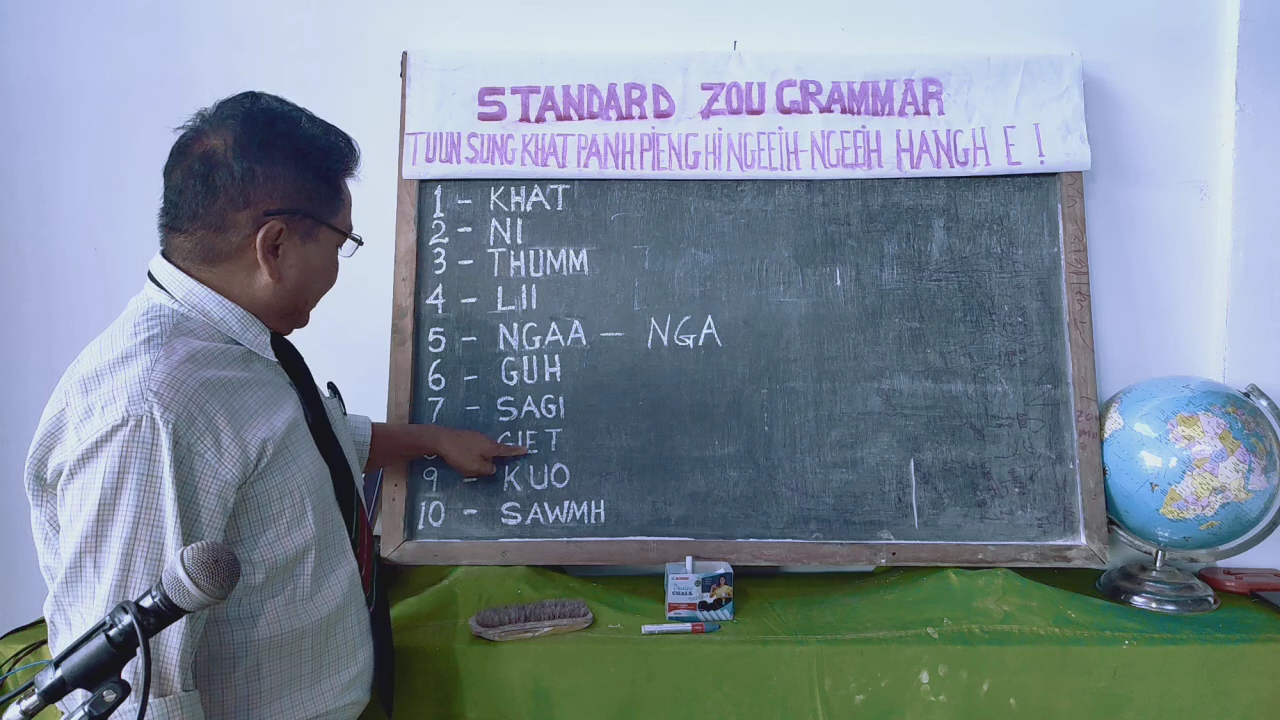 STANDARD ZOU GRAMMAR
TUUN SUNG KHAT PANH PIENG HI NGEEIH-NGEEIH HANGH E !
1 - KHAT
2 - NI
3 - THUMM
4 - LII
5 - NGAA - NGA
6 - GUH
7 - SAGI
GIET
9 - KUO
10 - SAWMH
CHALK